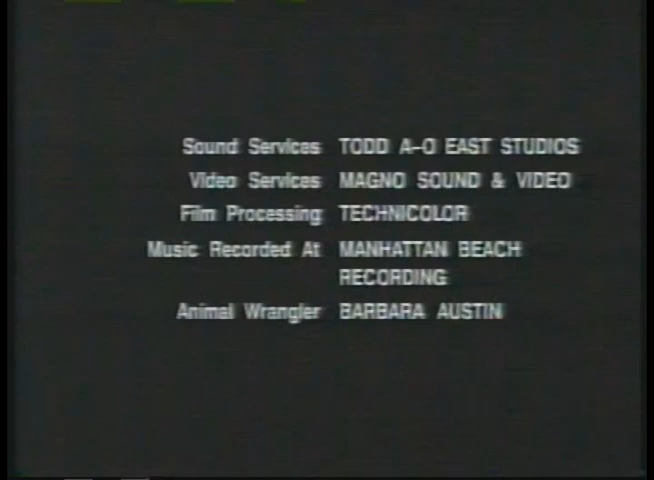 Sound Services TODD A-O EAST STUDIOS
Video Services MAGNO SOUND & VIDEO
Film Processing TECHNICOLOR
Music Recorded At MANHATTAN BEACH
RECORDING
Animal Wrangler BARBARA AUSTIN